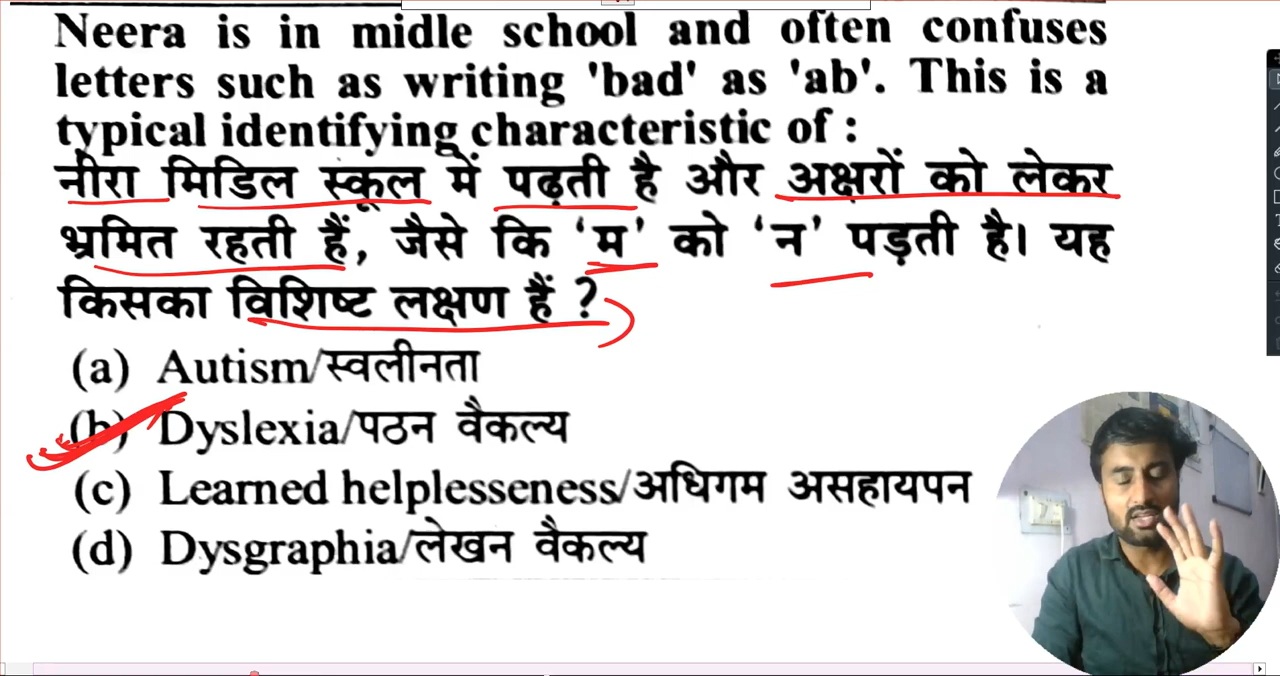 Neera is in midle school and often confuses
letters such as writing 'bad' as 'ab'. This is a
typical identifying characteristic of :
नीरा मिडिल स्कूल में पढ़ती है और अक्षरों को लेकर
भ्रमित रहती हैं, जैसे कि ‘म’ को ‘न’ पड़ती है। यह
किसका विशिष्ट लक्षण हैं ?
(a) Autism/स्वलीनता
(b) Dyslexia/पठन वैकल्य
(c) Learned helplesseness/अधिगम असहायपन
(d) Dysgraphia/लेखन वैकल्य